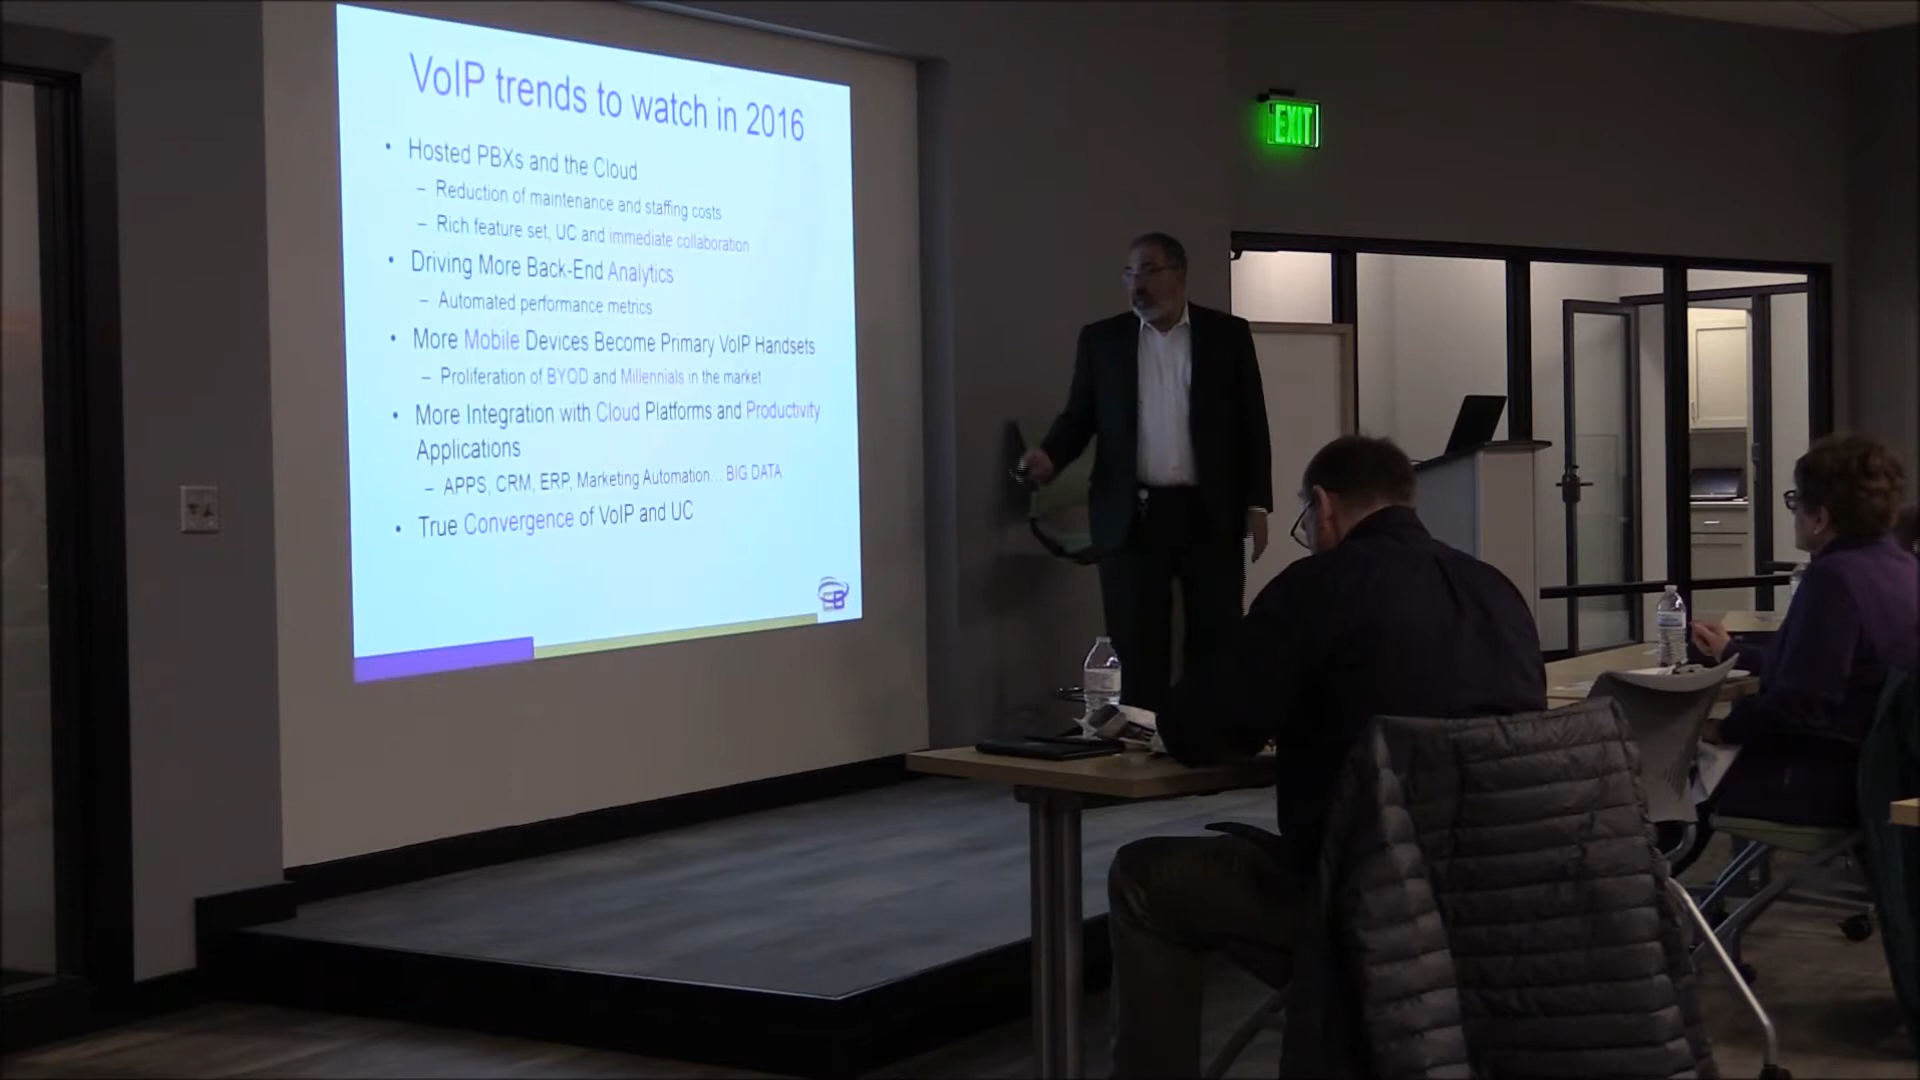 VoIP trends to watch in 2016
• Hosted PBXs and the Cloud
– Reduction of maintenance and staffing costs
– Rich feature set, UC and immediate collaboration
• Driving More Back-End Analytics
– Automated performance metrics
• More Mobile Devices Become Primary VoIP Handsets
– Proliferation of BYOD and Millennials in the market
• More Integration with Cloud Platforms and Productivity
Applications
– APPS, CRM, ERP, Marketing Automation... BIG DATA
• True Convergence of VoIP and UC
EB
EXIT